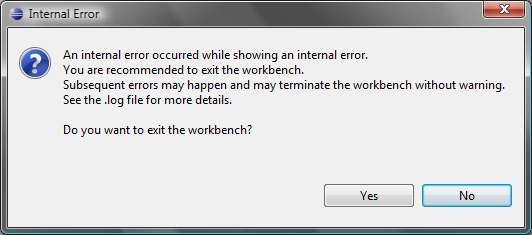 Internal Error
An internal error occurred while showing an internal error.
You are recommended to exit the workbench.
Subsequent errors may happen and may terminate the workbench without warning.
See the .log file for more details.
Do you want to exit the workbench?
Yes No